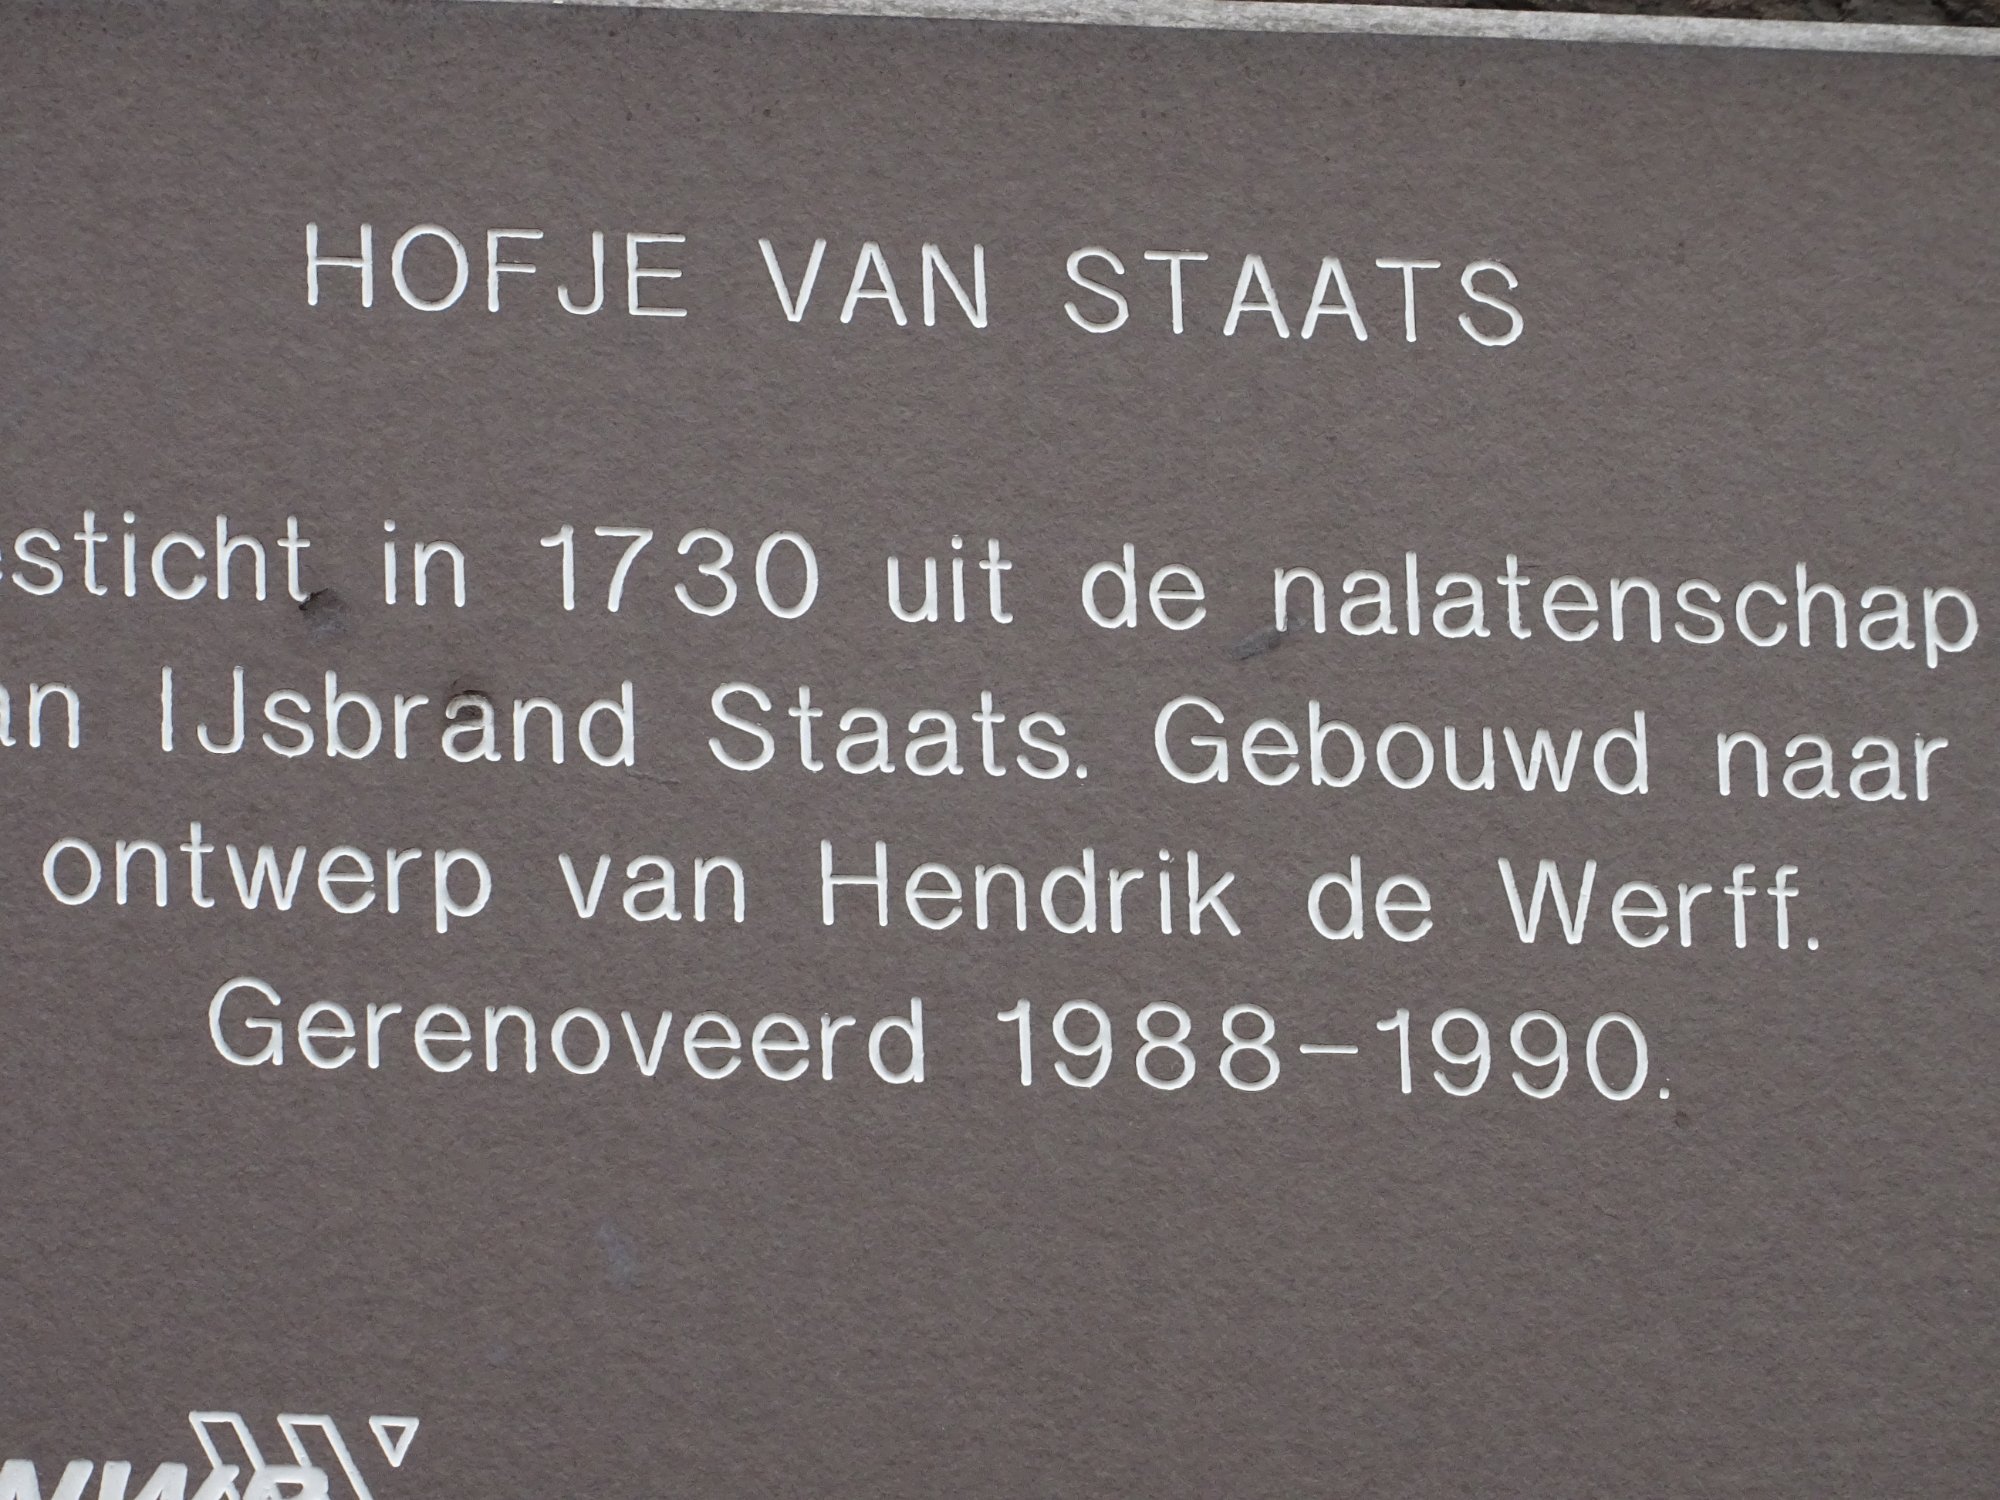 HOFJE VAN STAATS
esticht in 1730 uit de nalatenschap
an IJsbrand Staats. Gebouwd naar
ontwerp van Hendrik de Werff.
Gerenoveerd 1988-1990.